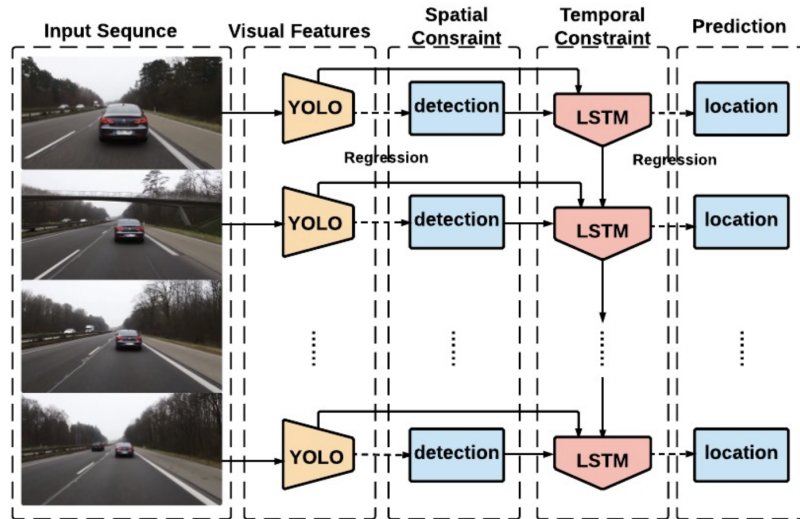 Input Sequnce
Visual Features
Spatial
Consraint
Temporal
Constraint
Prediction
YOLO
detection
LSTM
location
Regression
Regression
YOLO
detection
LSTM
location
YOLO
detection
LSTM
location